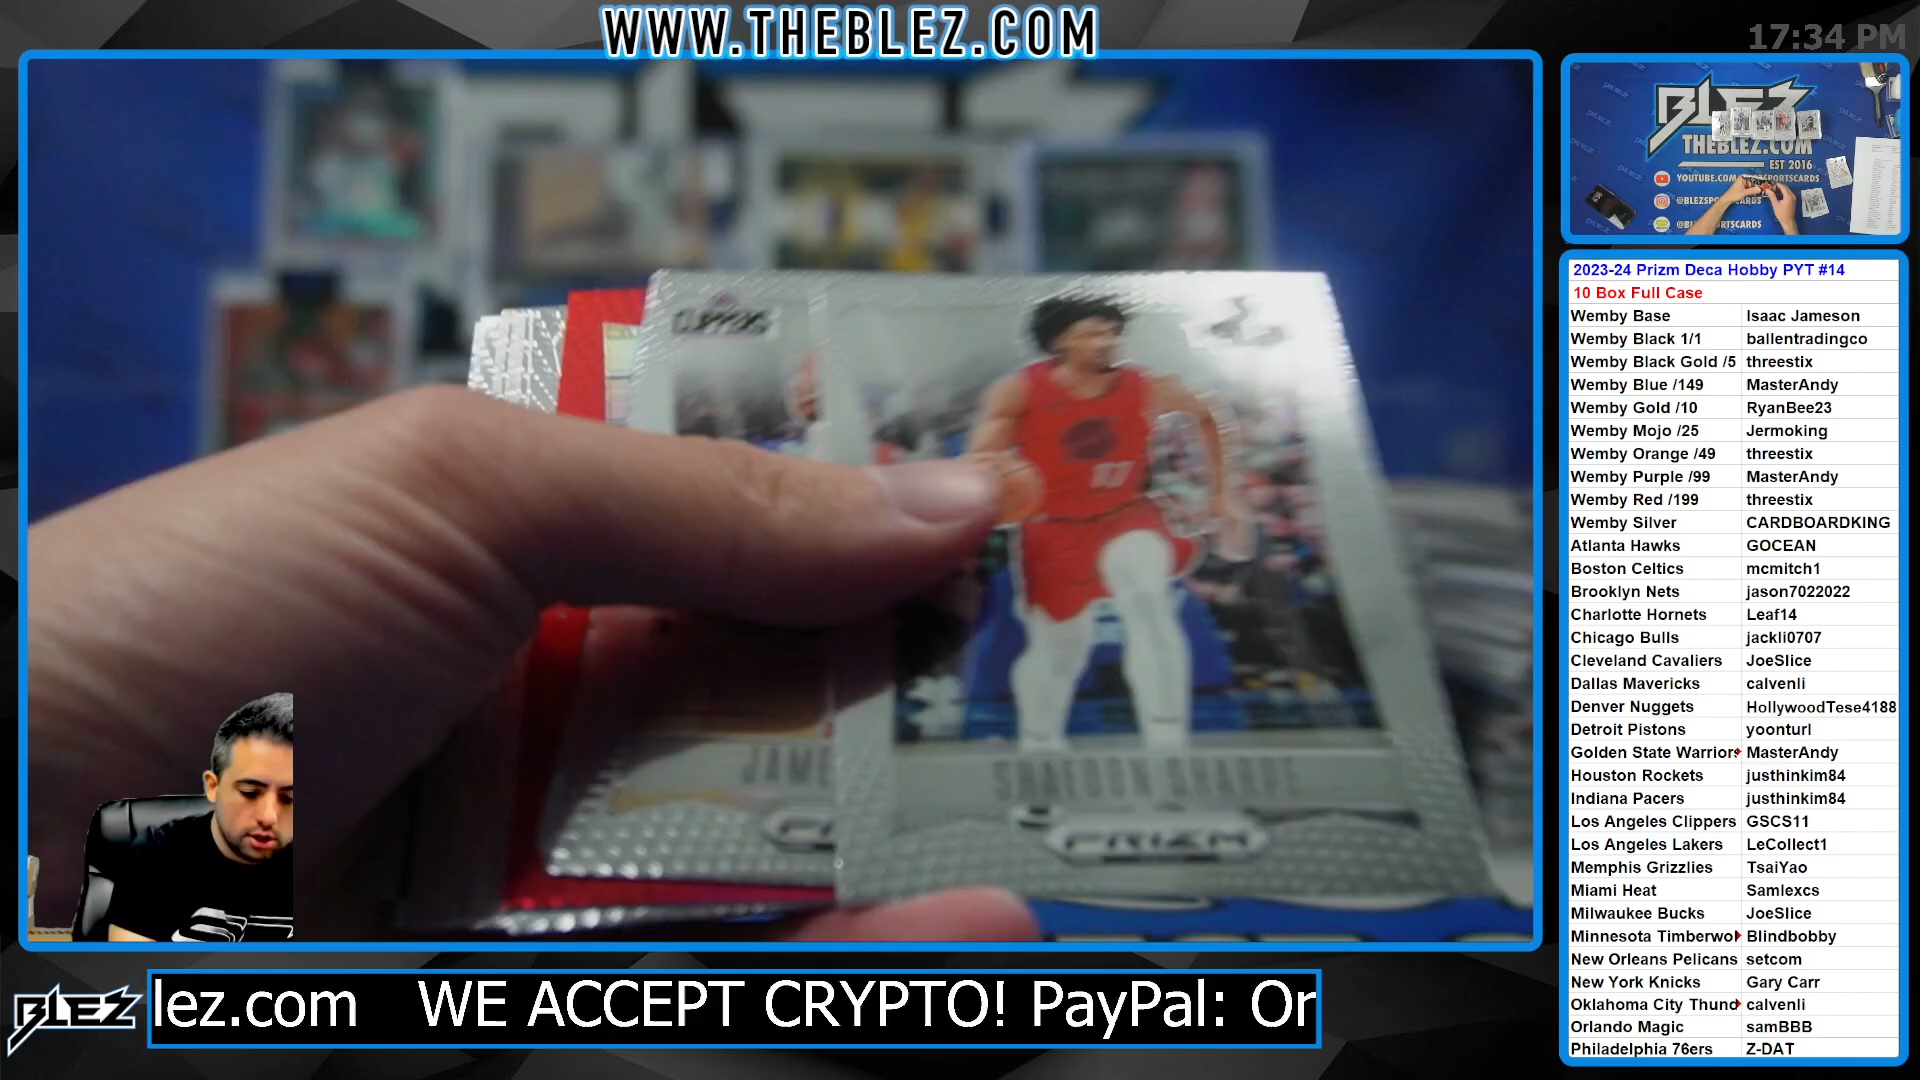 WWW.THEBLEZ.COM
17:34 PM
BLEZ
THEBLEZ.COM
EST 2016
CLIPPERS
17
JAME
SHAEDON SHARPE
PRIZM
2023-24 Prizm Deca Hobby PYT #14
10 Box Full Case
Wemby Base Isaac Jameson
Wemby Black 1/1 ballentradingco
Wemby Black Gold /5 threestix
Wemby Blue /149 MasterAndy
Wemby Gold /10 RyanBee23
Wemby Mojo /25 Jermoking
Wemby Orange /49 threestix
Wemby Purple /99 MasterAndy
Wemby Red /199 threestix
Wemby Silver CARDBOARDKING
Atlanta Hawks GOCEAN
Boston Celtics mcmitch1
Brooklyn Nets jason7022022
Charlotte Hornets Leaf14
Chicago Bulls jackli0707
Cleveland Cavaliers JoeSlice
Dallas Mavericks calvenli
Denver Nuggets HollywoodTese4188
Detroit Pistons yoonturl
Golden State Warriors MasterAndy
Houston Rockets justhinkim84
Indiana Pacers justhinkim84
Los Angeles Clippers GSCS11
Los Angeles Lakers LeCollect1
Memphis Grizzlies TsaiYao
Miami Heat Samlexcs
Milwaukee Bucks JoeSlice
Minnesota Timberwol Blindbobby
New Orleans Pelicans setcom
New York Knicks Gary Carr
Oklahoma City Thund calvenli
Orlando Magic samBBB
Philadelphia 76ers Z-DAT
BLEZ
lez.com WE ACCEPT CRYPTO! PayPal: Or